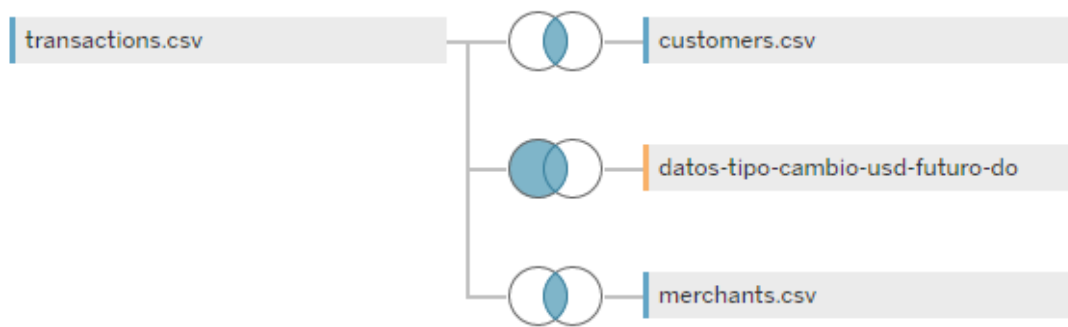 transactions.csv
customers.csv
datos-tipo-cambio-usd-futuro-do
merchants.csv